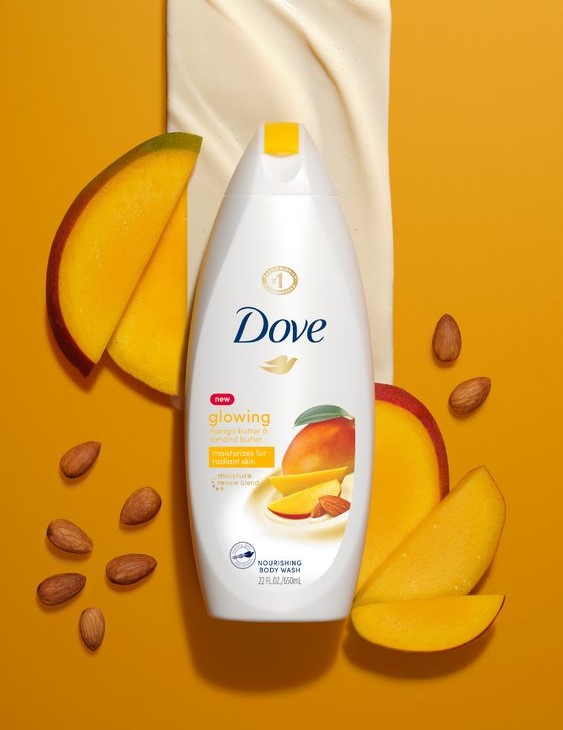 #1
Dove
new
glowing
mango butter &
almond butter
moisturizes for
radiant skin
moisture
renew blend
NOURISHING
BODY WASH
22 FL.OZ./650mL